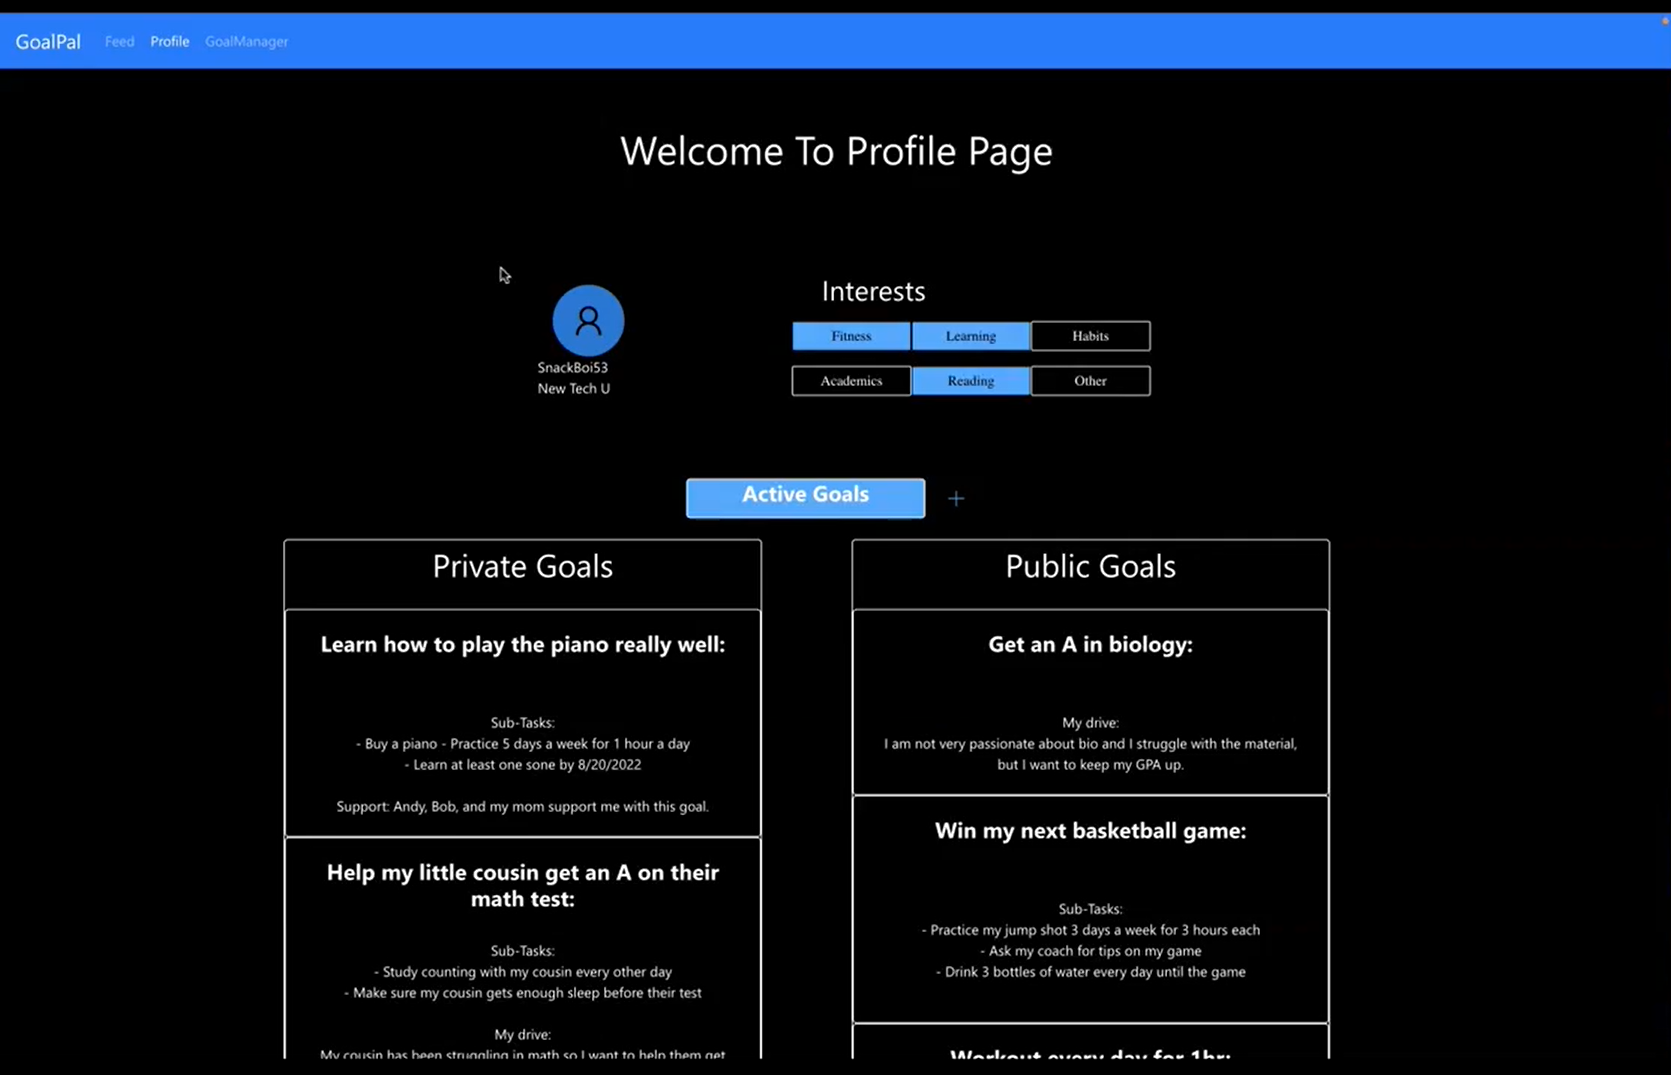 GoalPal Feed Profile GoalManager
Welcome To Profile Page
SnackBoi53
New Tech U
Interests
Fitness Learning Habits
Academics Reading Other
Active Goals +
Private Goals
Learn how to play the piano really well:
Sub-Tasks:
- Buy a piano - Practice 5 days a week for 1 hour a day
- Learn at least one sone by 8/20/2022
Support: Andy, Bob, and my mom support me with this goal.
Help my little cousin get an A on their
math test:
Sub-Tasks:
- Study counting with my cousin every other day
- Make sure my cousin gets enough sleep before their test
My drive:
My cousin has been struggling in math so I want to help them get
Public Goals
Get an A in biology:
My drive:
I am not very passionate about bio and I struggle with the material,
but I want to keep my GPA up.
Win my next basketball game:
Sub-Tasks:
- Practice my jump shot 3 days a week for 3 hours each
- Ask my coach for tips on my game
- Drink 3 bottles of water every day until the game
Workout every day for 1hr: